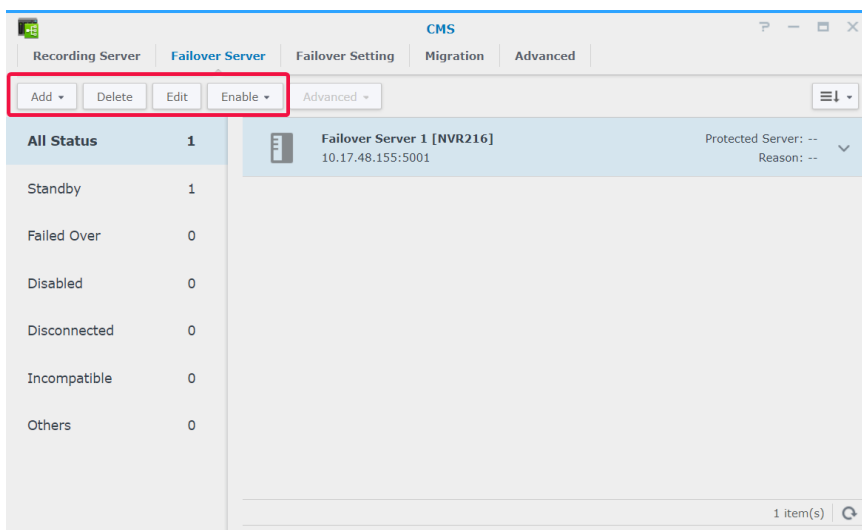 CMS
Recording Server Failover Server Failover Setting Migration Advanced
Add Delete Edit Enable Advanced
All Status 1
Standby 1
Failed Over 0
Disabled 0
Disconnected 0
Incompatible 0
Others 0
Failover Server 1 [NVR216] Protected Server: --
10.17.48.155:5001 Reason: --
1 item(s)